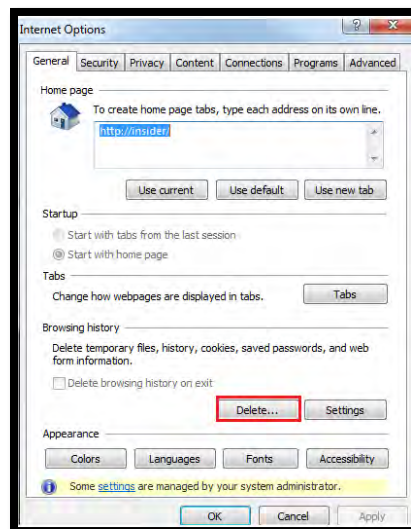 Internet Options
General Security Privacy Content Connections Programs Advanced
Home page
To create home page tabs, type each address on its own line.
http://insider/
Use current Use default Use new tab
Startup
Start with tabs from the last session
Start with home page
Tabs
Change how webpages are displayed in tabs. Tabs
Browsing history
Delete temporary files, history, cookies, saved passwords, and web
form information.
Delete browsing history on exit
Delete... Settings
Appearance
Colors Languages Fonts Accessibility
Some settings are managed by your system administrator.
OK Cancel Apply